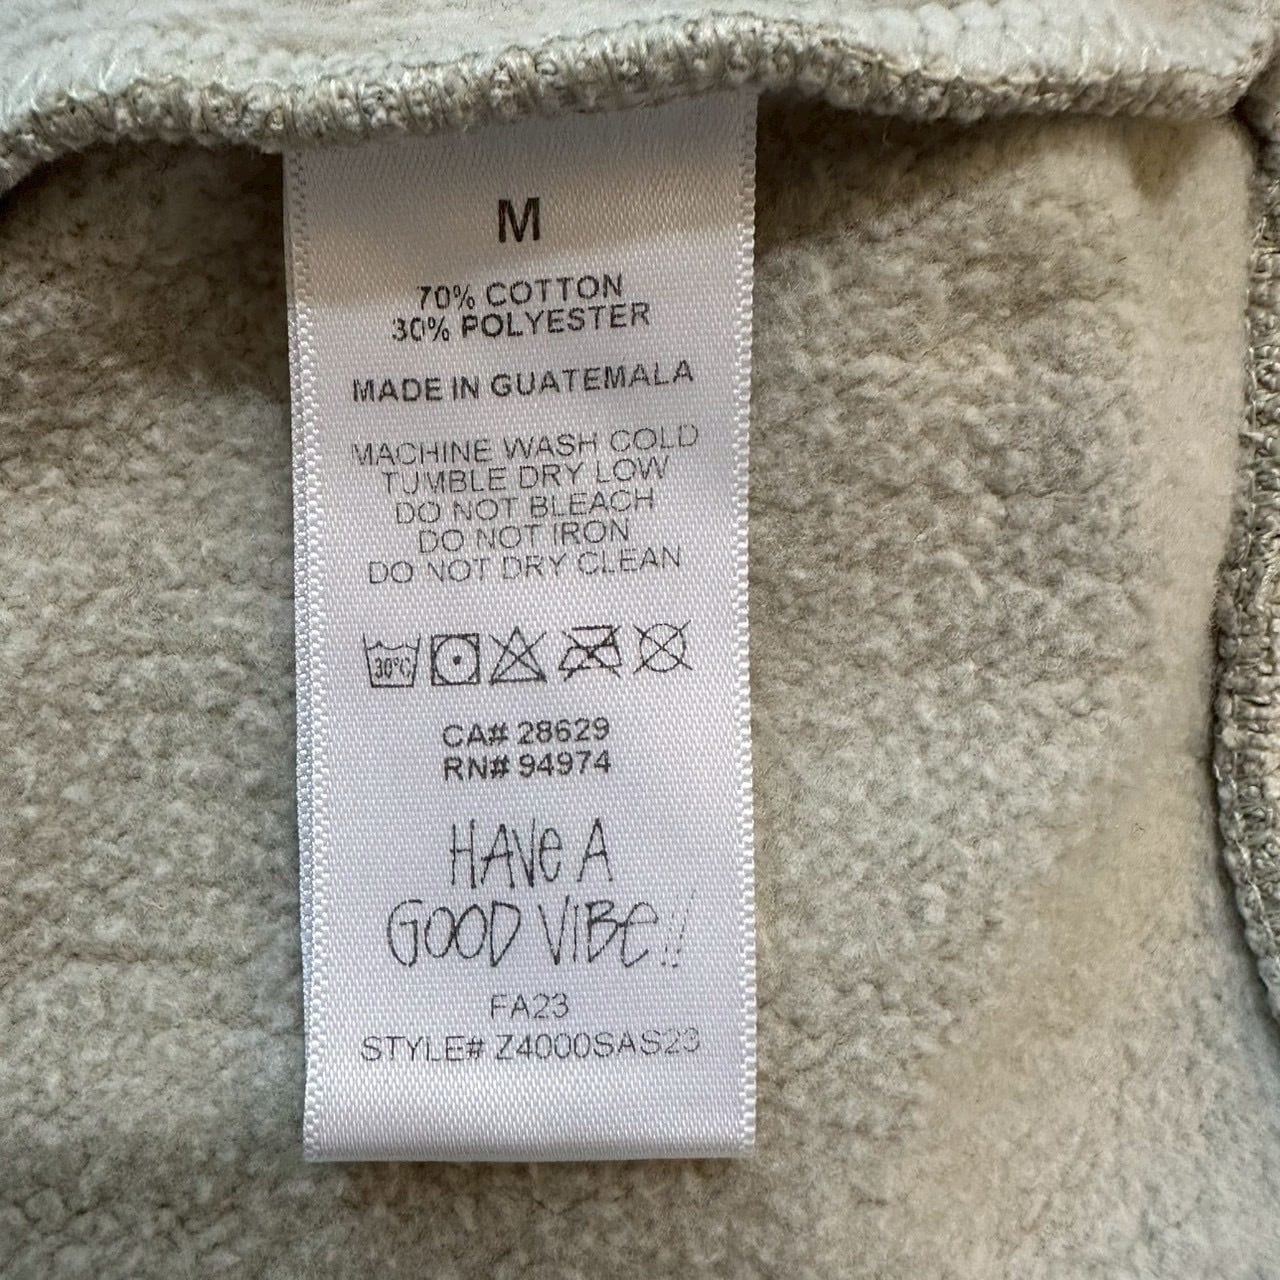 M
70% COTTON
30% POLYESTER
MADE IN GUATEMALA
MACHINE WASH COLD
TUMBLE DRY LOW
DO NOT BLEACH
DO NOT IRON
DO NOT DRY CLEAN
30°C
CA# 28629
RN# 94974
HAVe A
GOOD VIBe!!
FA23
STYLE# Z4000SAS23